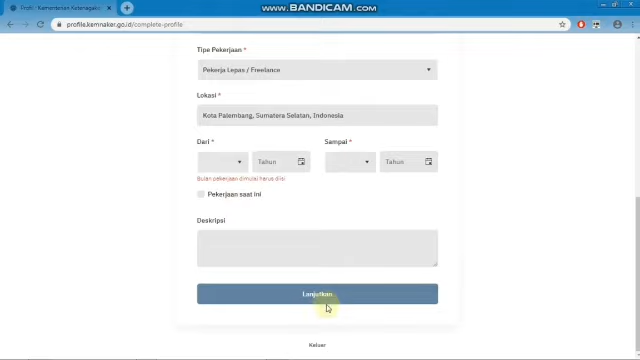 Profil / Kementerian Ketenagake
WWW.BANDICAM.COM
profile.kemnaker.go.id/complete-profile
Tipe Pekerjaan *
Pekerja Lepas / Freelance
Lokasi *
Kota Palembang, Sumatera Selatan, Indonesia
Dari * Sampai *
Tahun Tahun
Bulan pekerjaan dimulai harus diisi
Pekerjaan saat ini
Deskripsi
Lanjutkan
Keluar